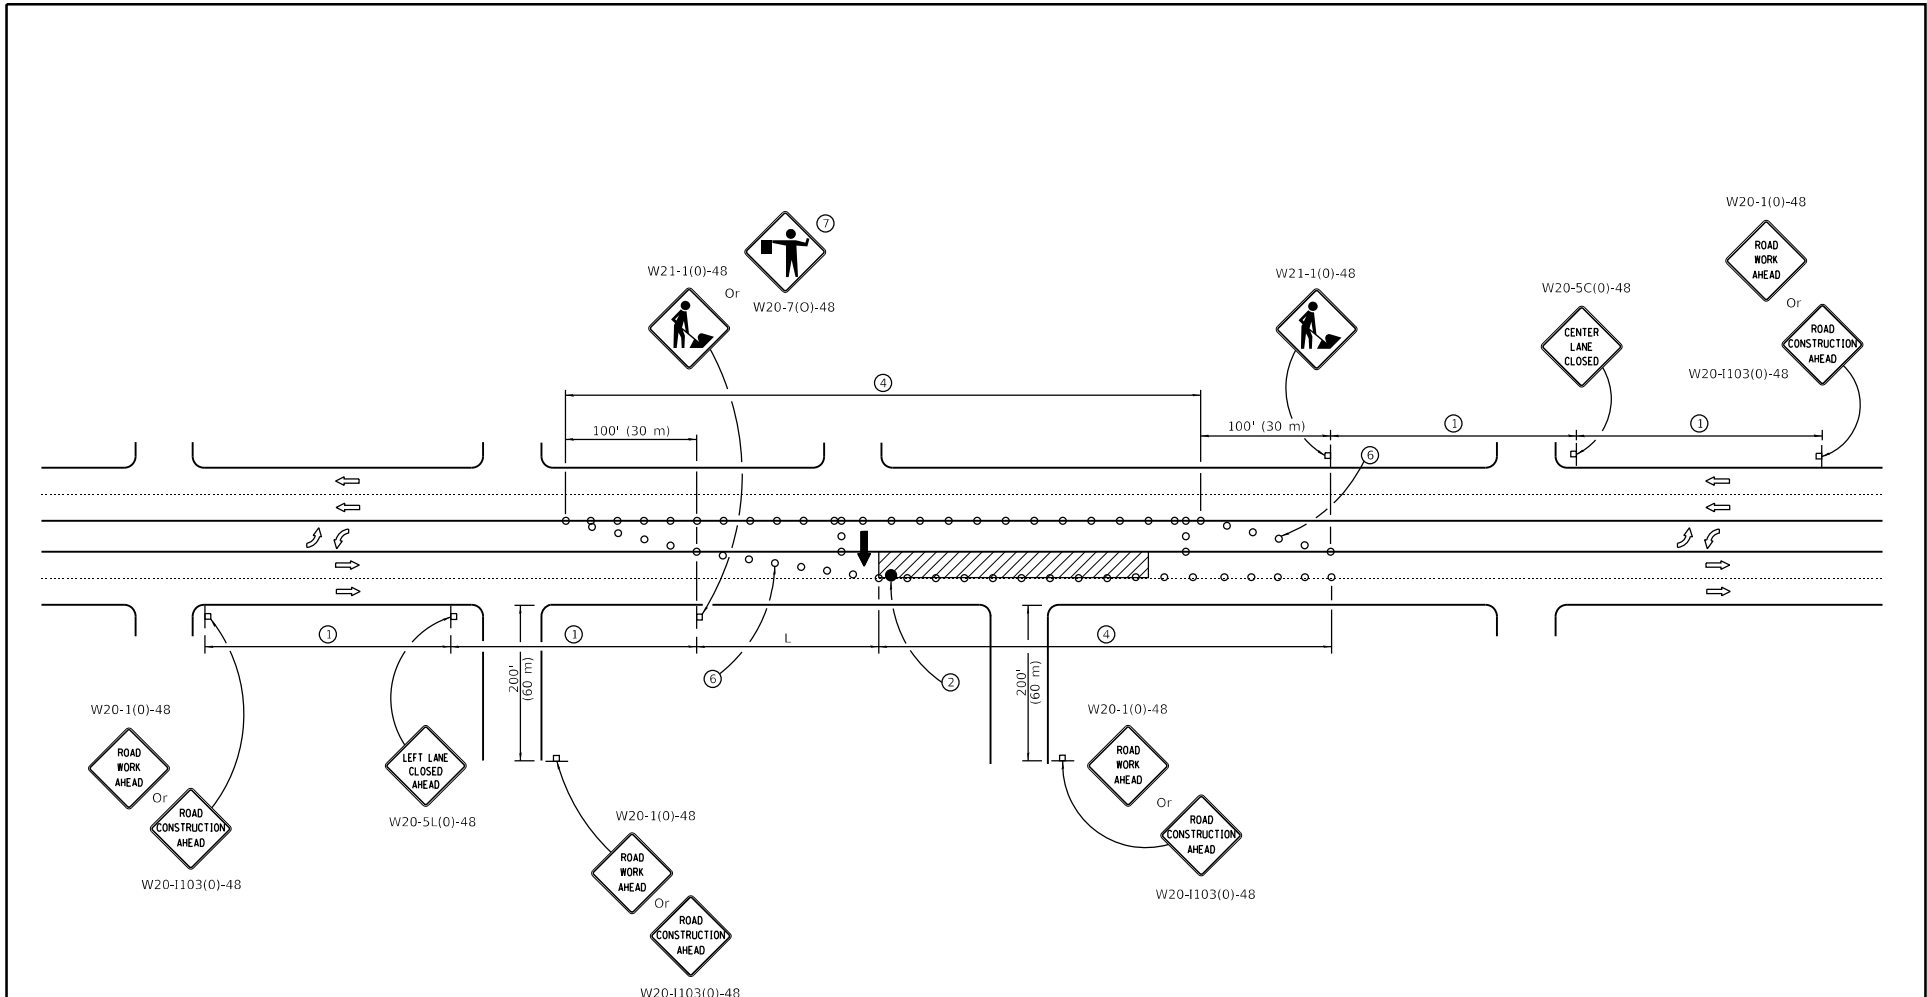 W20-1(0)-48
ROAD
WORK
AHEAD
Or
ROAD
CONSTRUCTION
AHEAD
W20-I103(0)-48
W20-5C(0)-48
CENTER
LANE
CLOSED
W21-1(0)-48
7
W21-1(0)-48
Or
W20-7(O)-48
4
100' (30 m)
100' (30 m)
1
1
6
1
1
L
4
200'
(60 m)
200'
(60 m)
6
2
W20-1(0)-48
ROAD
WORK
AHEAD
Or
ROAD
CONSTRUCTION
AHEAD
W20-I103(0)-48
LEFT LANE
CLOSED
AHEAD
W20-5L(0)-48
W20-1(0)-48
ROAD
WORK
AHEAD
Or
ROAD
CONSTRUCTION
AHEAD
W20-I103(0)-48
W20-1(0)-48
ROAD
WORK
AHEAD
Or
ROAD
CONSTRUCTION
AHEAD
W20-I103(0)-48